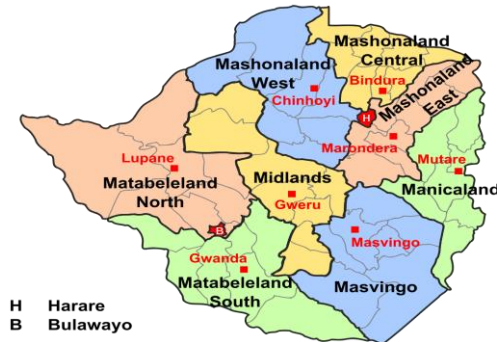 Mashonaland
Central
Bindura
Mashonaland
West
Chinhoyi
Mashonaland
East
H
Marondera
Lupane
Mutare
Matabeleland
North
Midlands
Gweru
Manicaland
B
Masvingo
Gwanda
Matabeleland
South
Masvingo
H Harare
B Bulawayo